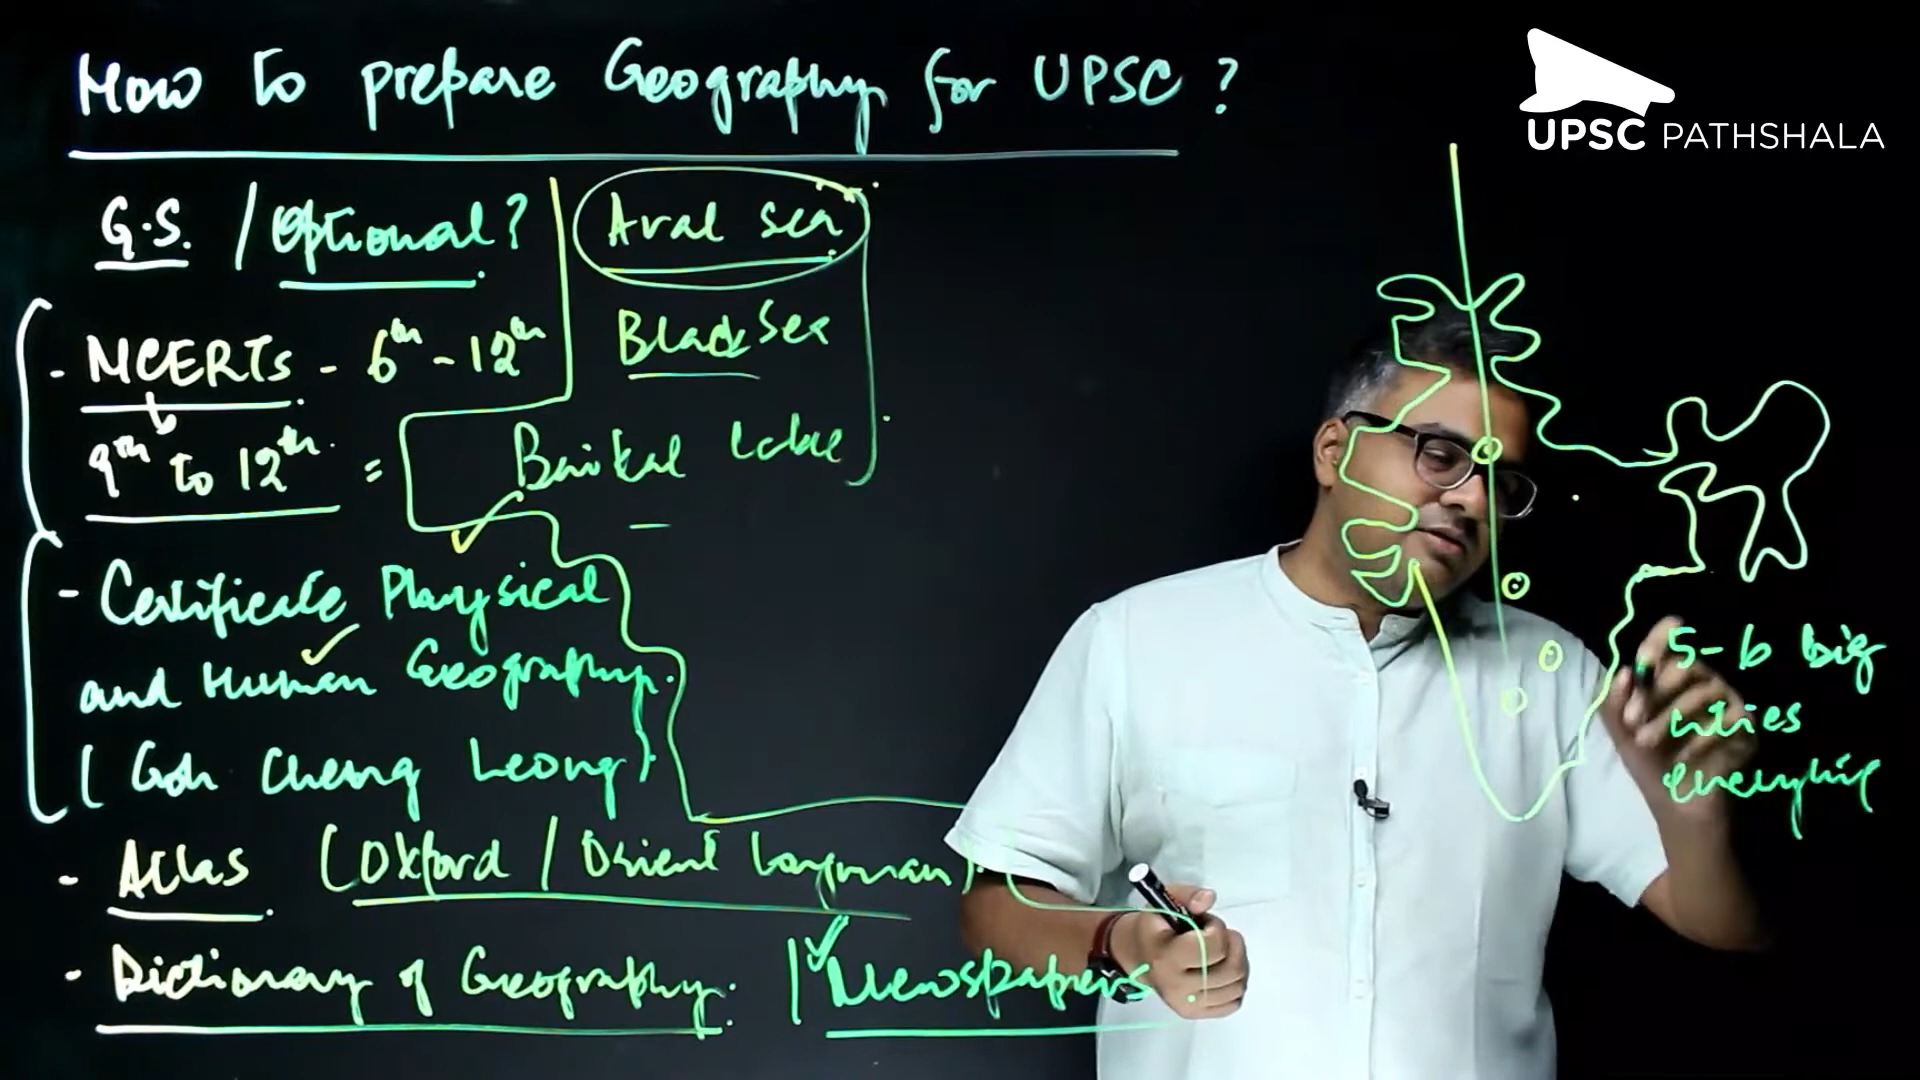 How to prepare Geography for UPSC ?
UPSC PATHSHALA
G.S. / Optional ?
Aral Sea
- NCERTs - 6th - 12th
Black Sea
9th to 12th =
Baikal Lake
- Certificate Phaysical
and Human Geography.
( Goh Cheng Leong)
- Atlas (Oxford / Orient Longman).
- Dictionary of Geography. | Newspapers.
5-6 big
cities
everything